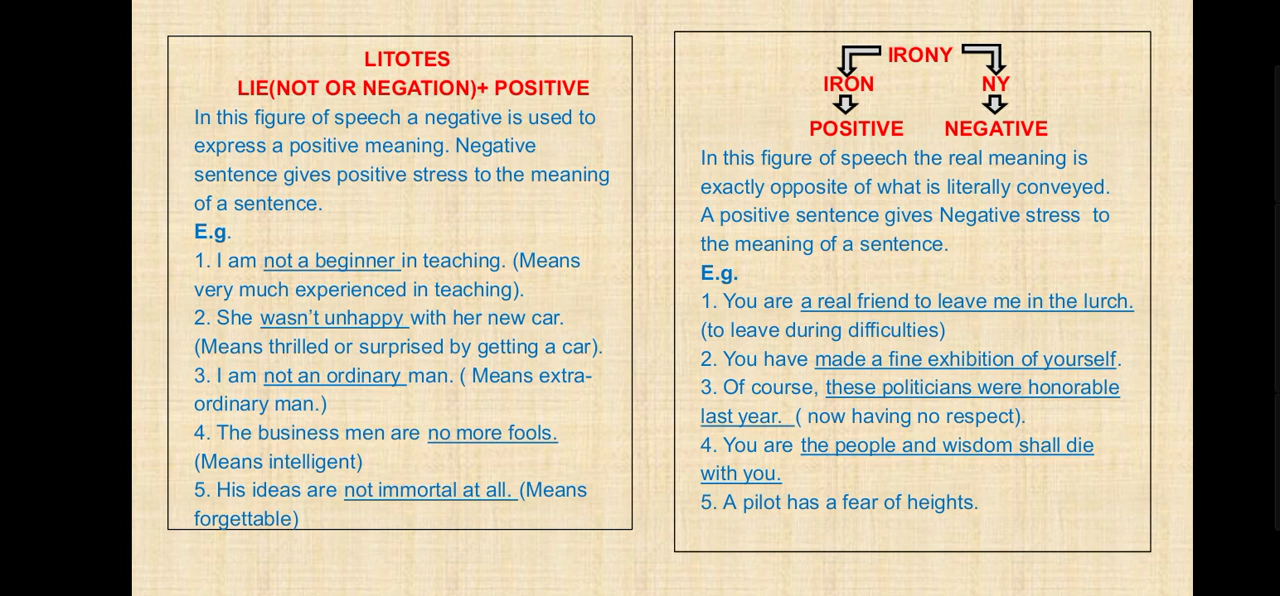 LITOTES
LIE(NOT OR NEGATION)+ POSITIVE
In this figure of speech a negative is used to
express a positive meaning. Negative
sentence gives positive stress to the meaning
of a sentence.
E.g.
1. I am not a beginner in teaching. (Means
very much experienced in teaching).
2. She wasn’t unhappy with her new car.
(Means thrilled or surprised by getting a car).
3. I am not an ordinary man. ( Means extra-
ordinary man.)
4. The business men are no more fools.
(Means intelligent)
5. His ideas are not immortal at all. (Means
forgettable)
IRONY
IRON NY
POSITIVE NEGATIVE
In this figure of speech the real meaning is
exactly opposite of what is literally conveyed.
A positive sentence gives Negative stress to
the meaning of a sentence.
E.g.
1. You are a real friend to leave me in the lurch.
(to leave during difficulties)
2. You have made a fine exhibition of yourself.
3. Of course, these politicians were honorable
last year. ( now having no respect).
4. You are the people and wisdom shall die
with you.
5. A pilot has a fear of heights.